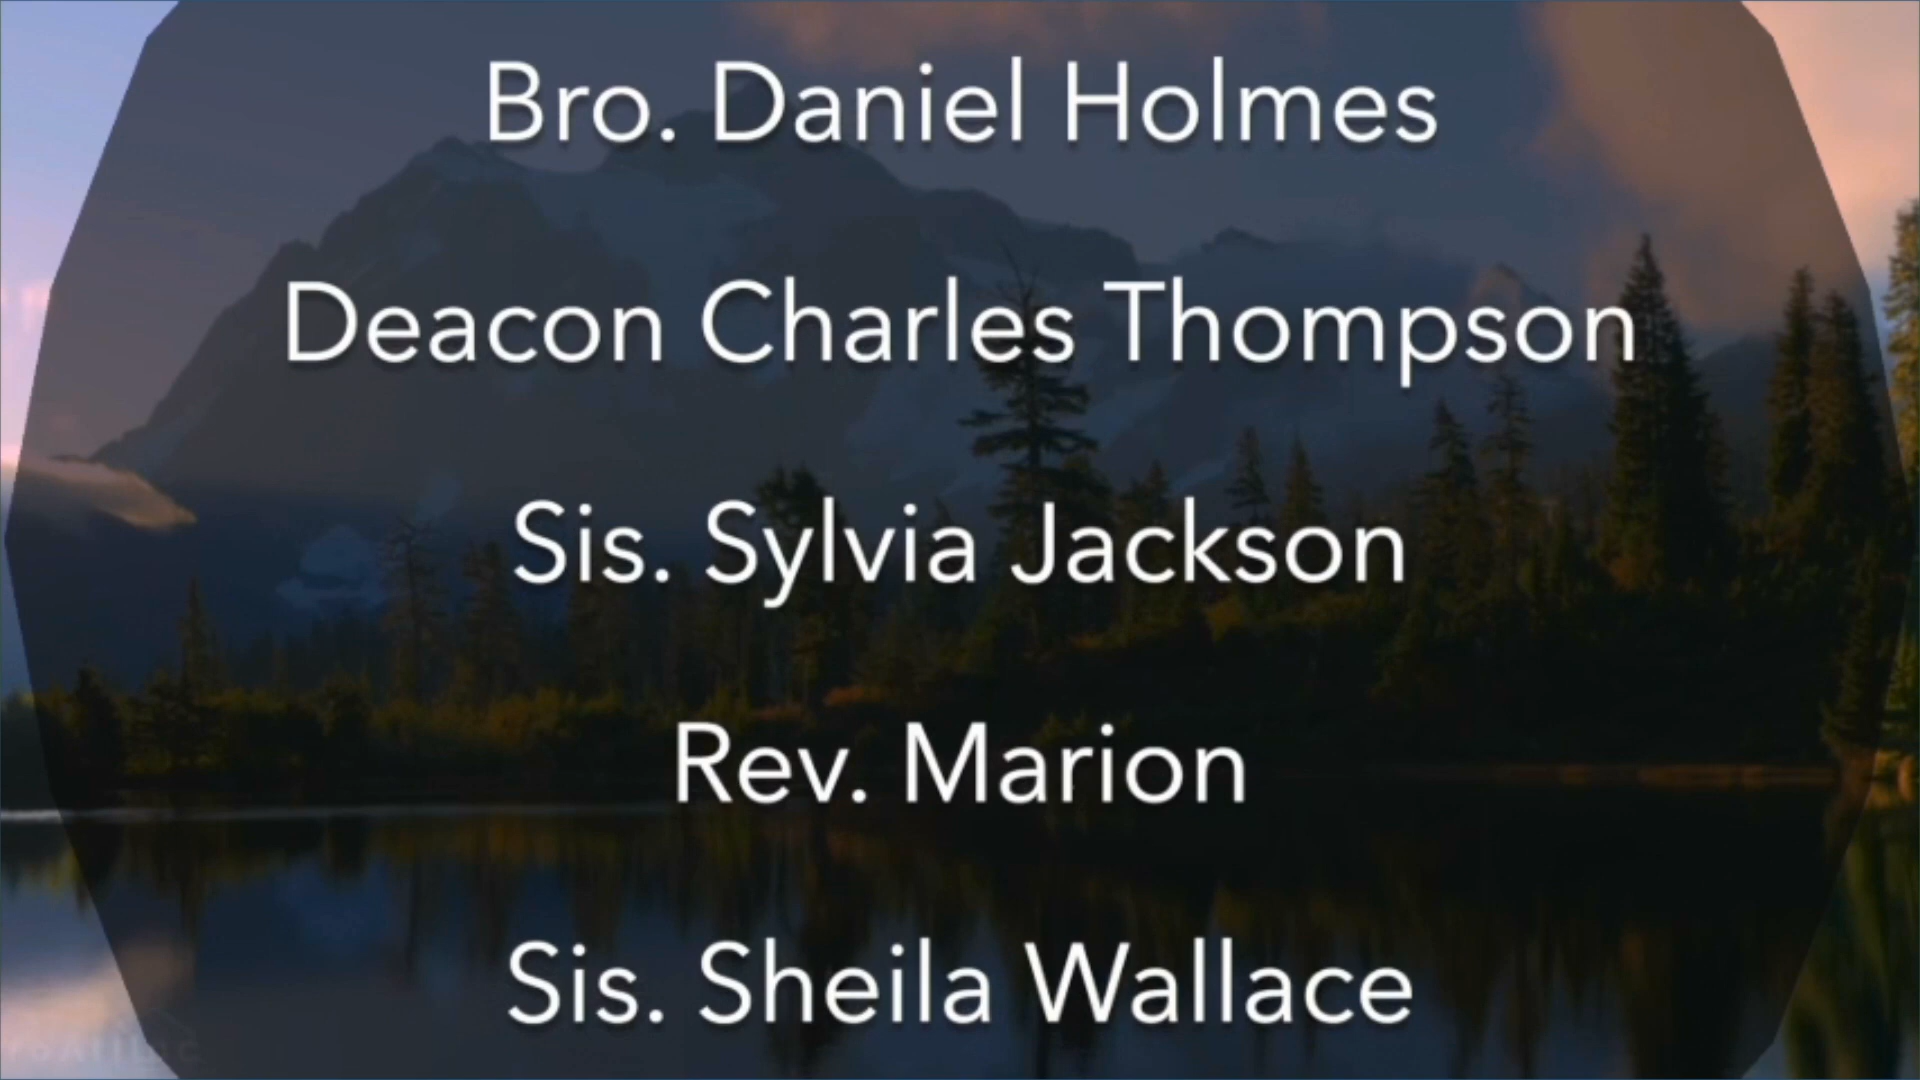 Bro. Daniel Holmes
Deacon Charles Thompson
Sis. Sylvia Jackson
Rev. Marion
Sis. Sheila Wallace